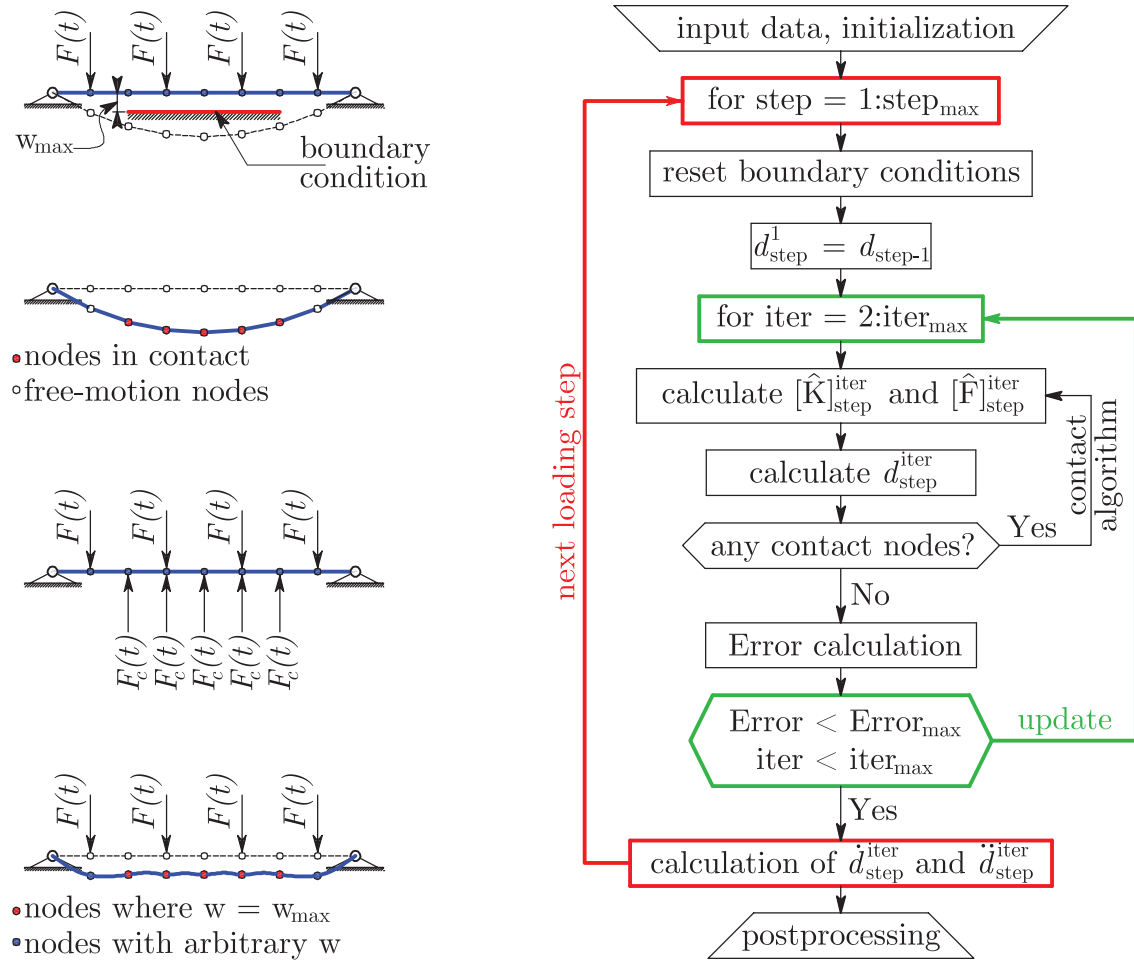 F(t) F(t) F(t) F(t)
w_max
boundary
condition
nodes in contact
free-motion nodes
F(t) F(t) F(t) F(t)
F_c(t) F_c(t) F_c(t) F_c(t) F_c(t)
F(t) F(t) F(t) F(t)
nodes where w = w_max
nodes with arbitrary w
input data, initialization
for step = 1:step_max
reset boundary conditions
d^1_step = d_step-1
for iter = 2:iter_max
calculate [K̂]^iter_step and [F̂]^iter_step
calculate d^iter_step
any contact nodes?
Yes
contact
algorithm
No
Error calculation
Error < Error_max
iter < iter_max
update
Yes
calculation of ḋ^iter_step and d̈^iter_step
next loading step
postprocessing